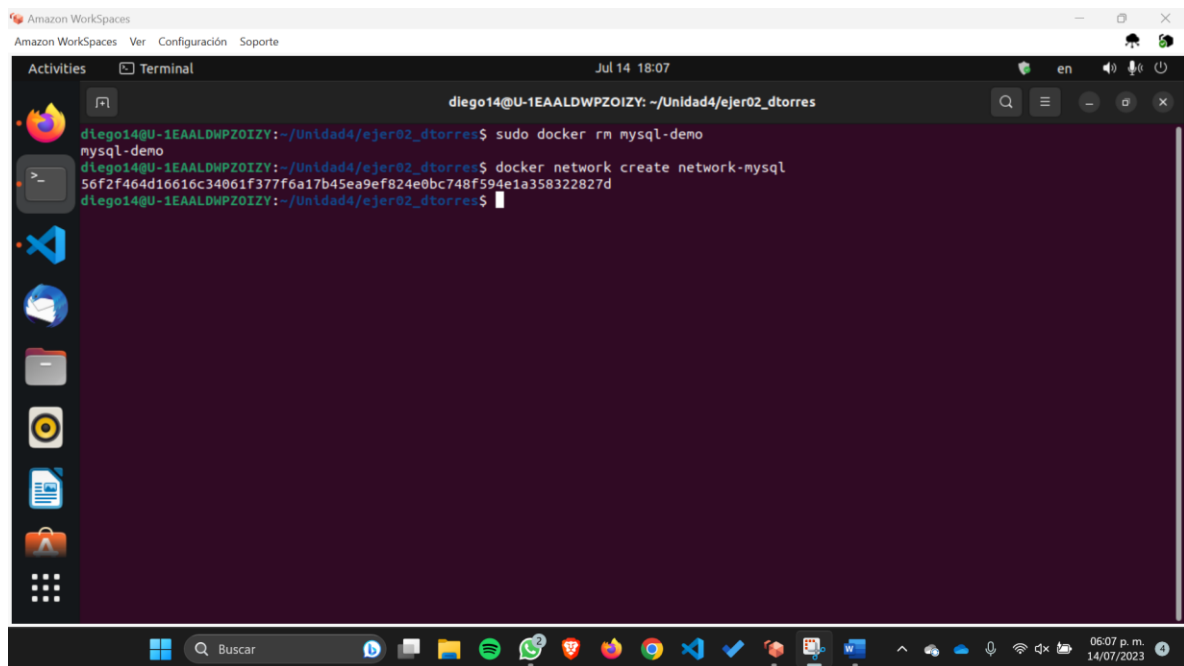 Amazon WorkSpaces
Amazon WorkSpaces Ver Configuración Soporte
Activities Terminal Jul 14 18:07 en
diego14@U-1EAALDWPZOIZY: ~/Unidad4/ejer02_dtorres
diego14@U-1EAALDWPZOIZY:~/Unidad4/ejer02_dtorres$ sudo docker rm mysql-demo
mysql-demo
diego14@U-1EAALDWPZOIZY:~/Unidad4/ejer02_dtorres$ docker network create network-mysql
56f2f464d16616c34061f377f6a17b45ea9ef824e0bc748f594e1a358322827d
diego14@U-1EAALDWPZOIZY:~/Unidad4/ejer02_dtorres$
Buscar 2 06:07 p. m. 4
14/07/2023